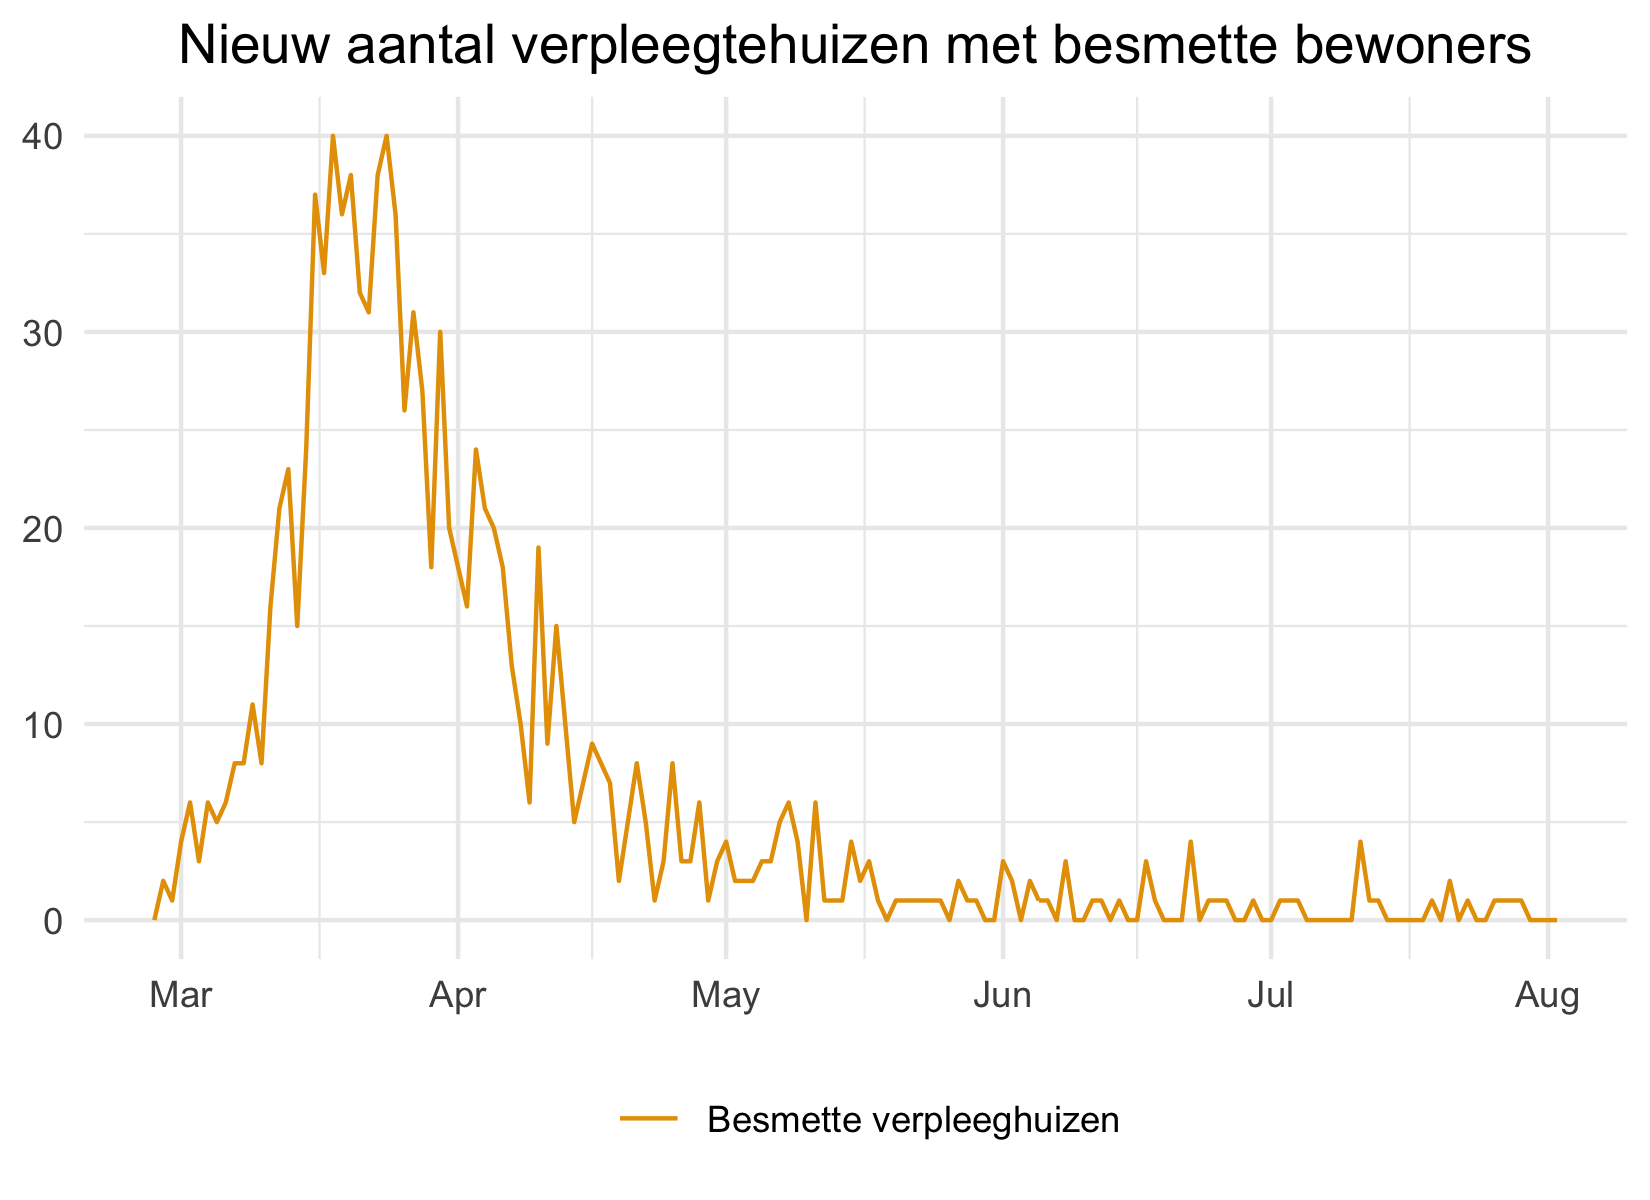 Nieuw aantal verpleegtehuizen met besmette bewoners
40
30
20
10
0
Mar Apr May Jun Jul Aug
Besmette verpleeghuizen